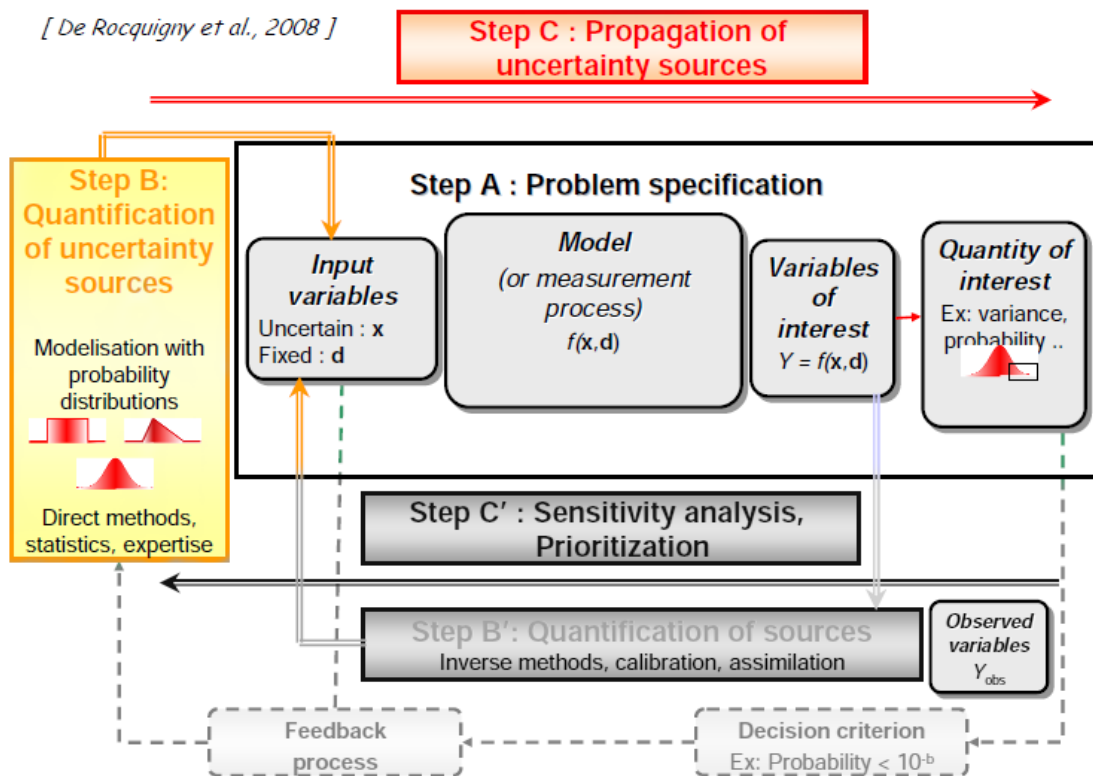 [ De Rocquigny et al., 2008 ]
Step C : Propagation of
uncertainty sources
Step B:
Quantification
of uncertainty
sources
Modelisation with
probability
distributions
Direct methods,
statistics, expertise
Step A : Problem specification
Input
variables
Uncertain : x
Fixed : d
Model
(or measurement
process)
f(x,d)
Variables
of
interest
Y = f(x,d)
Quantity of
interest
Ex: variance,
probability ..
Step C' : Sensitivity analysis,
Prioritization
Step B': Quantification of sources
Inverse methods, calibration, assimilation
Observed
variables
Yobs
Feedback
process
Decision criterion
Ex: Probability < 10-b